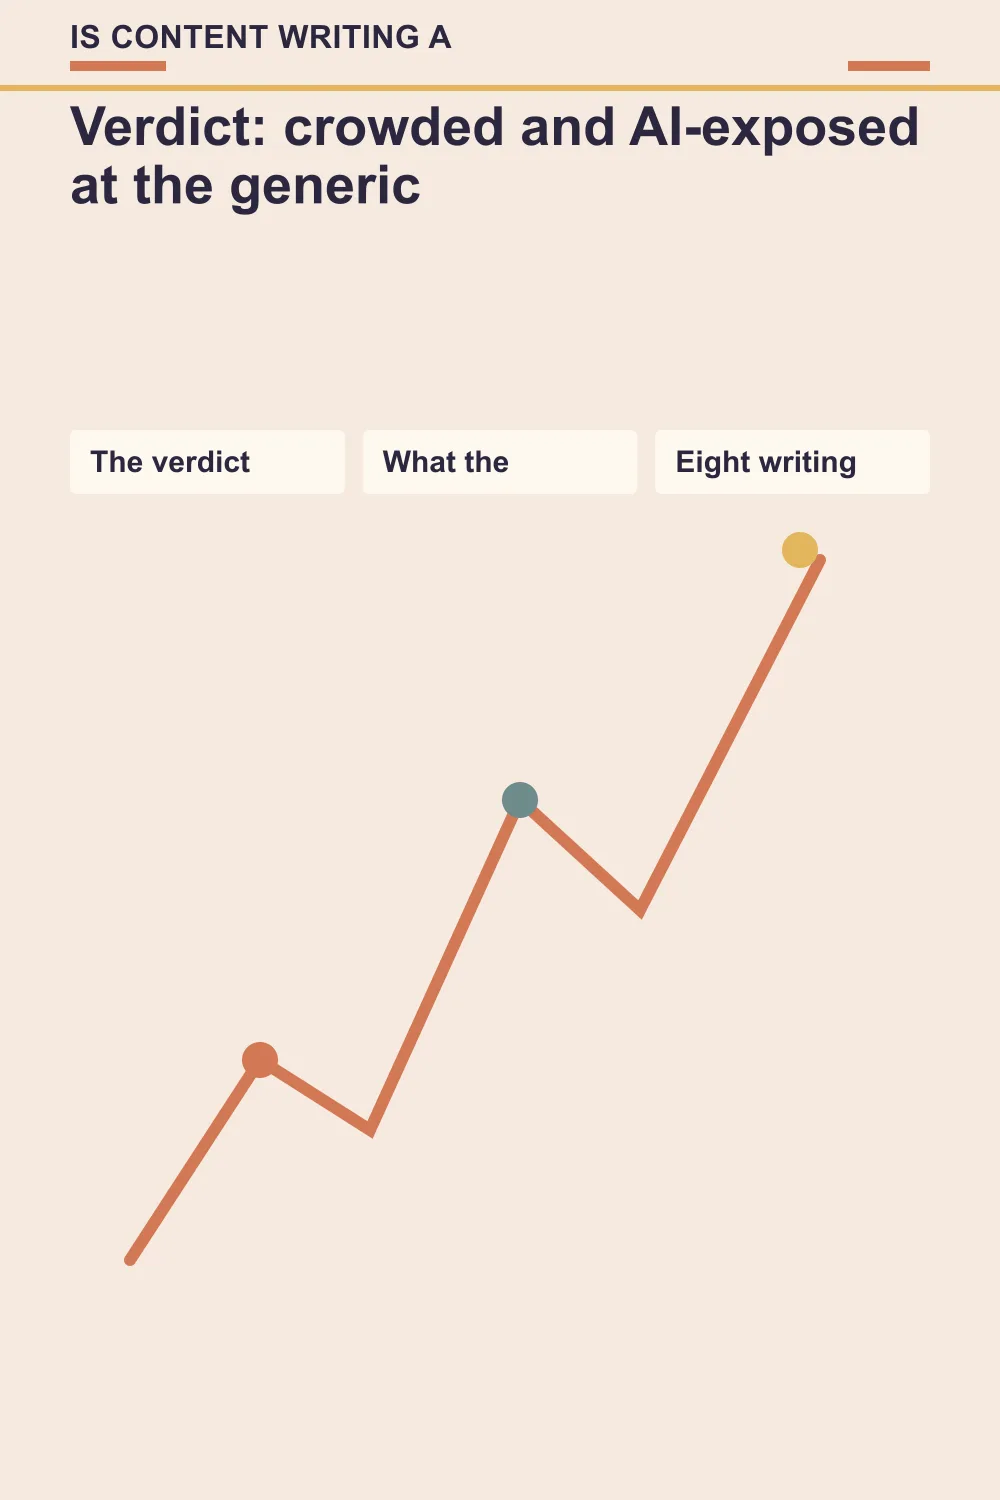 IS CONTENT WRITING A
Verdict: crowded and AI-exposed
at the generic
The verdict
What the
Eight writing